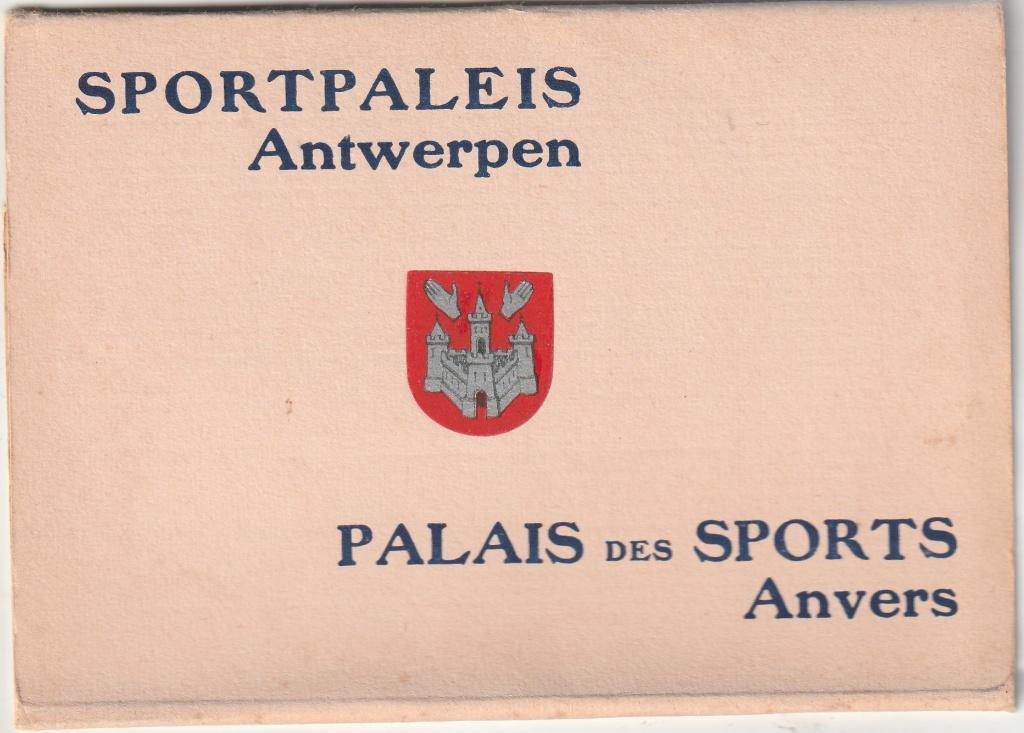 SPORTPALEIS
Antwerpen
PALAIS DES SPORTS
Anvers